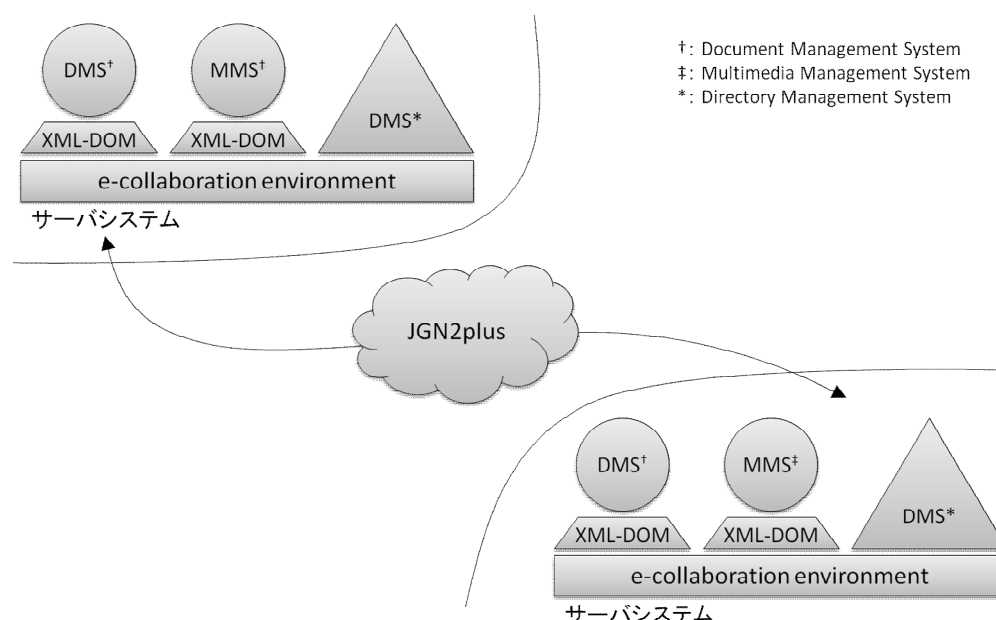 DMS†
MMS†
DMS*
XML-DOM
XML-DOM
e-collaboration environment
サーバシステム
†: Document Management System
‡: Multimedia Management System
*: Directory Management System
JGN2plus
DMS†
MMS‡
DMS*
XML-DOM
XML-DOM
e-collaboration environment
サーバシステム